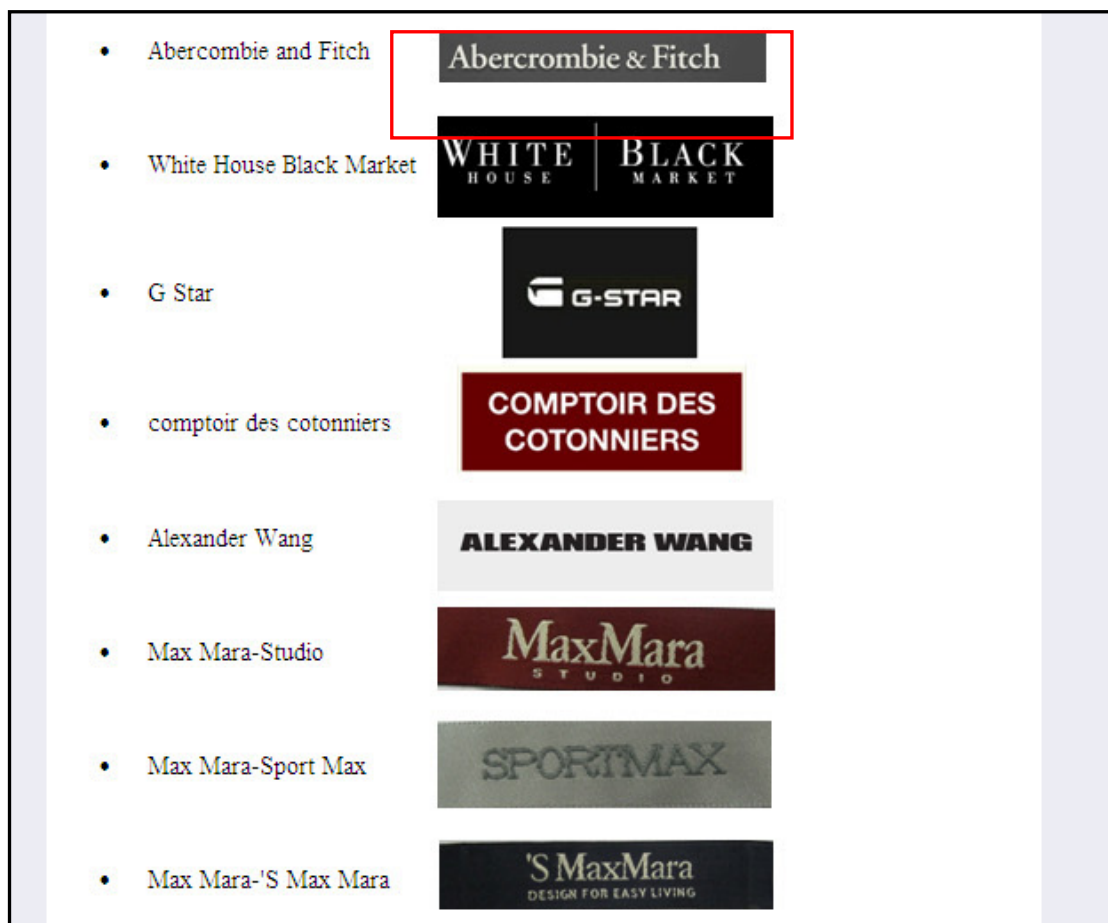 Abercombie and Fitch
Abercrombie & Fitch
White House Black Market
WHITE BLACK
HOUSE MARKET
G Star
G-STAR
comptoir des cotonniers
COMPTOIR DES
COTONNIERS
Alexander Wang
ALEXANDER WANG
Max Mara-Studio
MaxMara
STUDIO
Max Mara-Sport Max
SPORTMAX
Max Mara-'S Max Mara
'S MaxMara
DESIGN FOR EASY LIVING